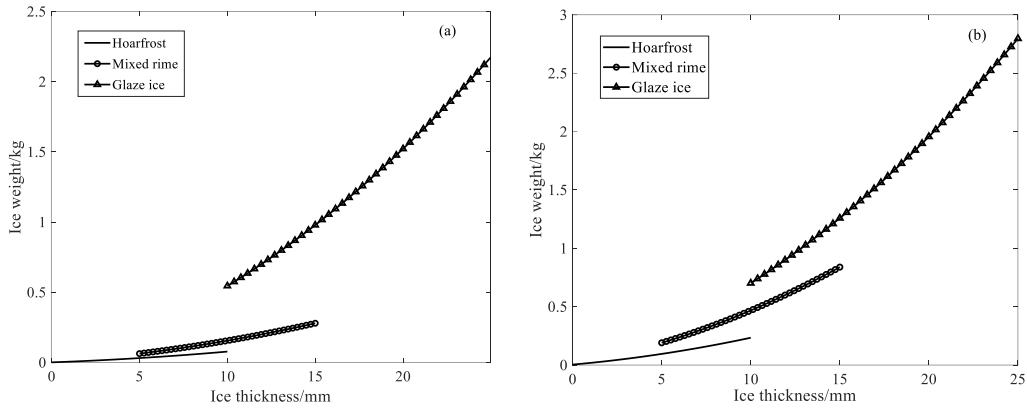 (a)
Hoarfrost
Mixed rime
Glaze ice
2.5
2
1.5
1
0.5
0
0 5 10 15 20
Ice weight/kg
Ice thickness/mm
(b)
Hoarfrost
Mixed rime
Glaze ice
3
2.5
2
1.5
1
0.5
0
0 5 10 15 20 25
Ice weight/kg
Ice thickness/mm